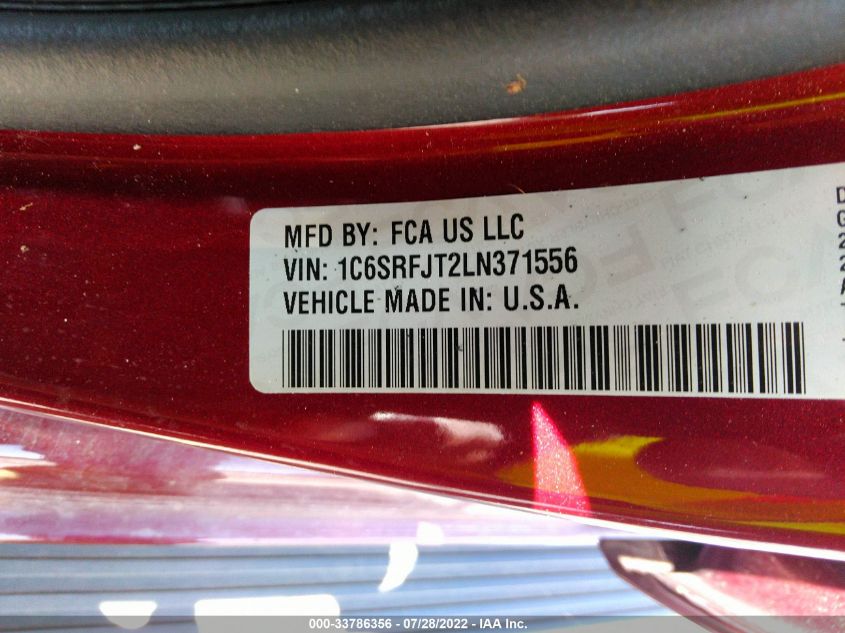 MFD BY: FCA US LLC
VIN: 1C6SRFJT2LN371556
VEHICLE MADE IN: U.S.A.
000-33786356 - 07/28/2022 - IAA Inc.